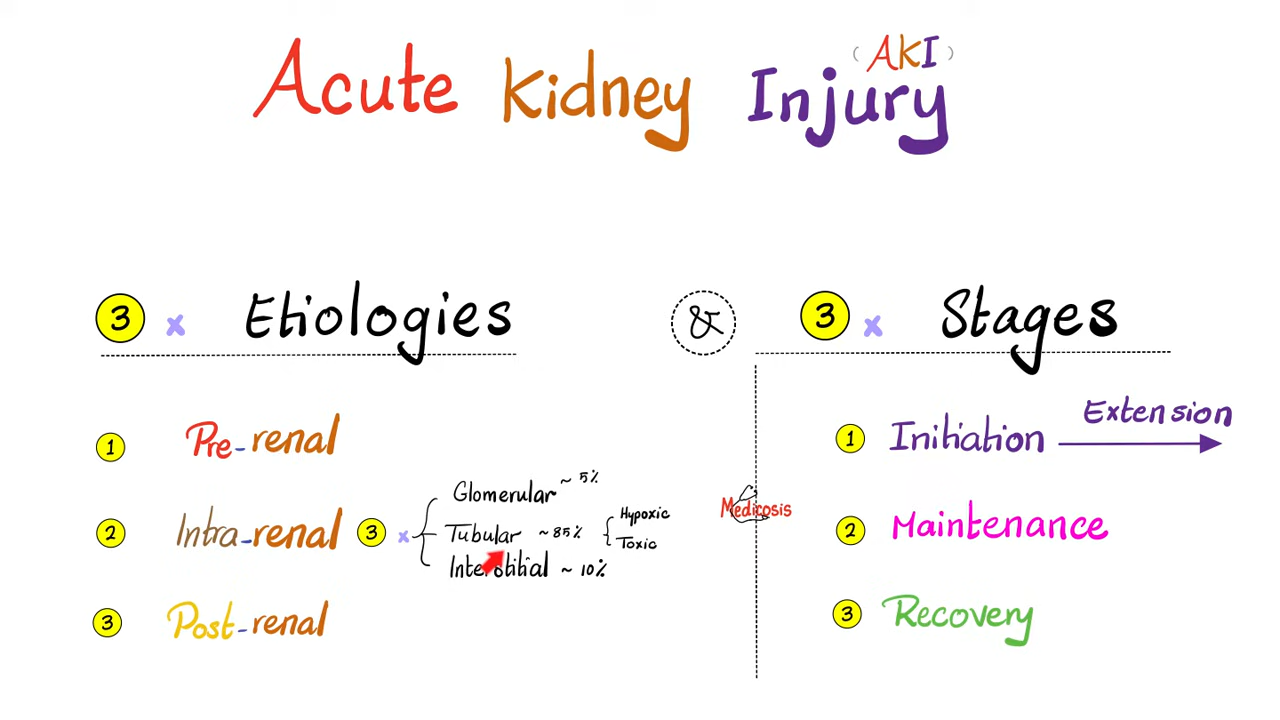 Acute Kidney Injury (AKI)
3 x Etiologies & 3 x Stages
1 Pre-renal
2 Intra-renal 3 x
Glomerular ~ 5%
Tubular ~85%
Hypoxic
Toxic
Interstitial ~ 10%
3 Post-renal
Medicosis
1 Initiation Extension
2 Maintenance
3 Recovery